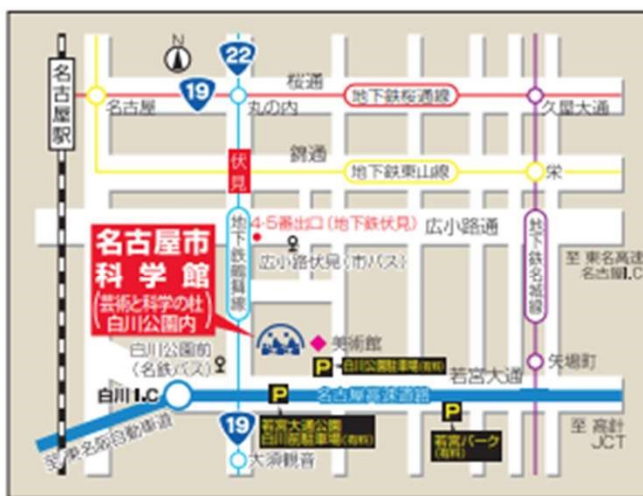 N
22
19
桜通
名古屋駅
名古屋
丸の内
地下鉄桜通線
久屋大通
錦通
伏見
地下鉄東山線
栄
4・5番出口(地下鉄伏見)
広小路通
名古屋市
科学館
(芸術と科学の杜
白川公園内)
地下鉄鶴舞線
広小路伏見(市バス)
地下鉄名城線
至 東名高速
名古屋I.C
美術館
白川公園前
(名鉄バス)
P
白川公園駐車場(有料)
若宮大通
矢場町
白川I.C
P
名古屋高速道路
至 東名阪自動車道
19
若宮大通公園
白川前駐車場(有料)
P
若宮パーク
(有料)
至 高針
JCT
大須観音